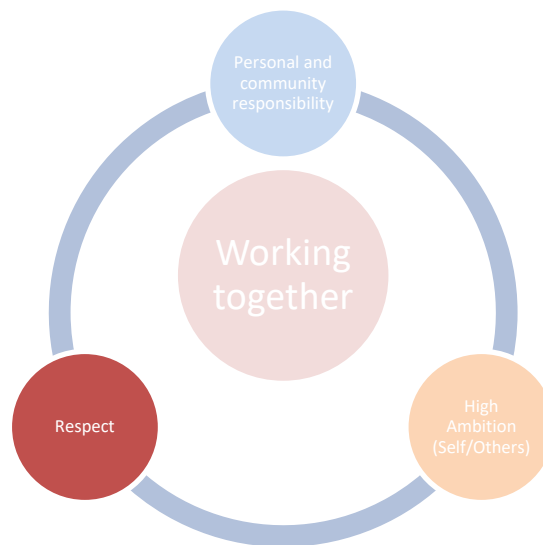 Personal and
community
responsibility
Working
together
Respect
High
Ambition
(Self/Others)